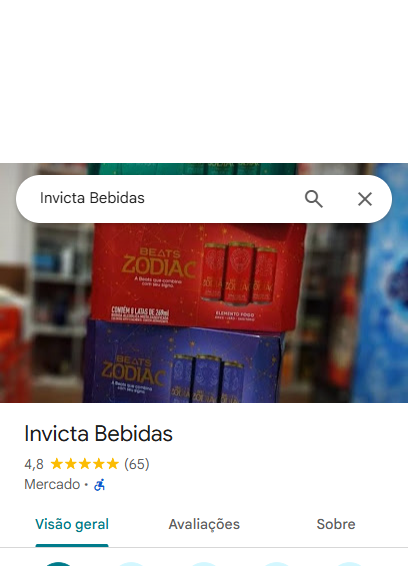 Invicta Bebidas
BEATS
ZODIAC
A Beats que combina
com seu signo.
CONTÉM 8 LATAS DE 269ml
ELEMENTO FOGO
BEATS
ZODIAC
A Beats que combina
com seu signo.
Invicta Bebidas
4,8 (65)
Mercado ·
Visão geral
Avaliações
Sobre